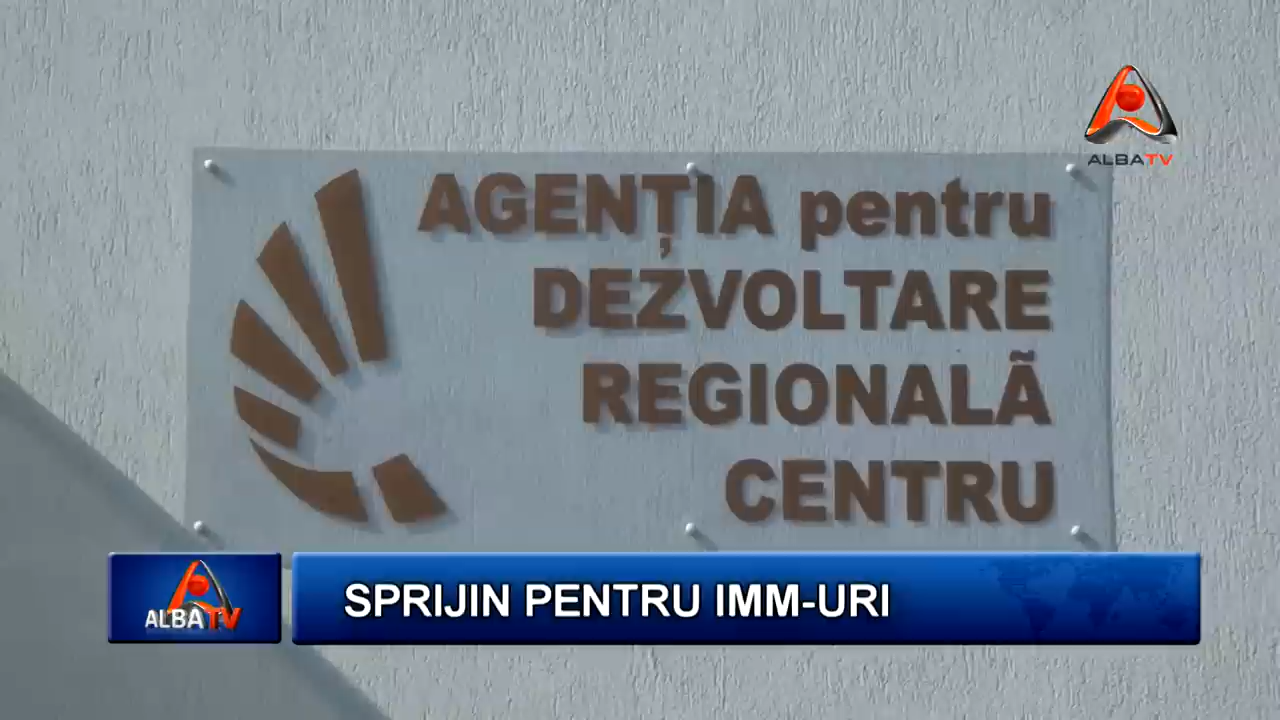 ALBATV
AGENȚIA pentru
DEZVOLTARE
REGIONALÃ
CENTRU
ALBATV
SPRIJIN PENTRU IMM-URI